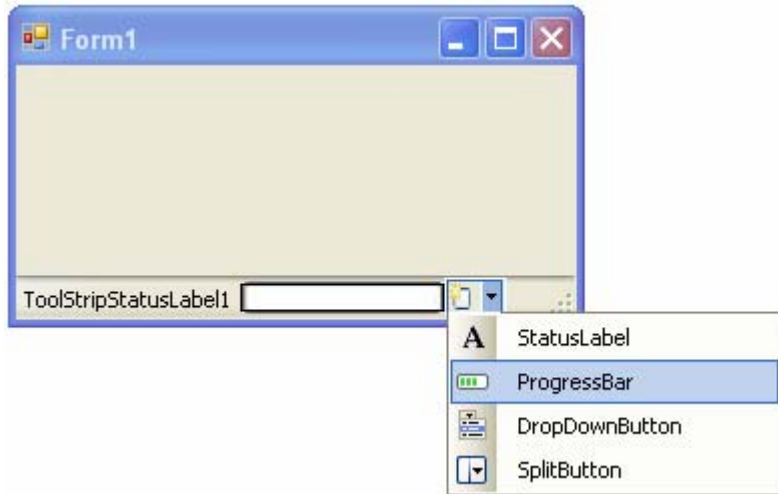 Form1
ToolStripStatusLabel1
A StatusLabel
ProgressBar
DropDownButton
SplitButton